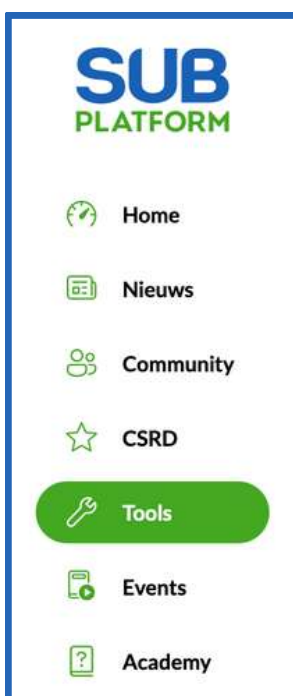 SUB
PLATFORM
Home
Nieuws
Community
CSRD
Tools
Events
Academy